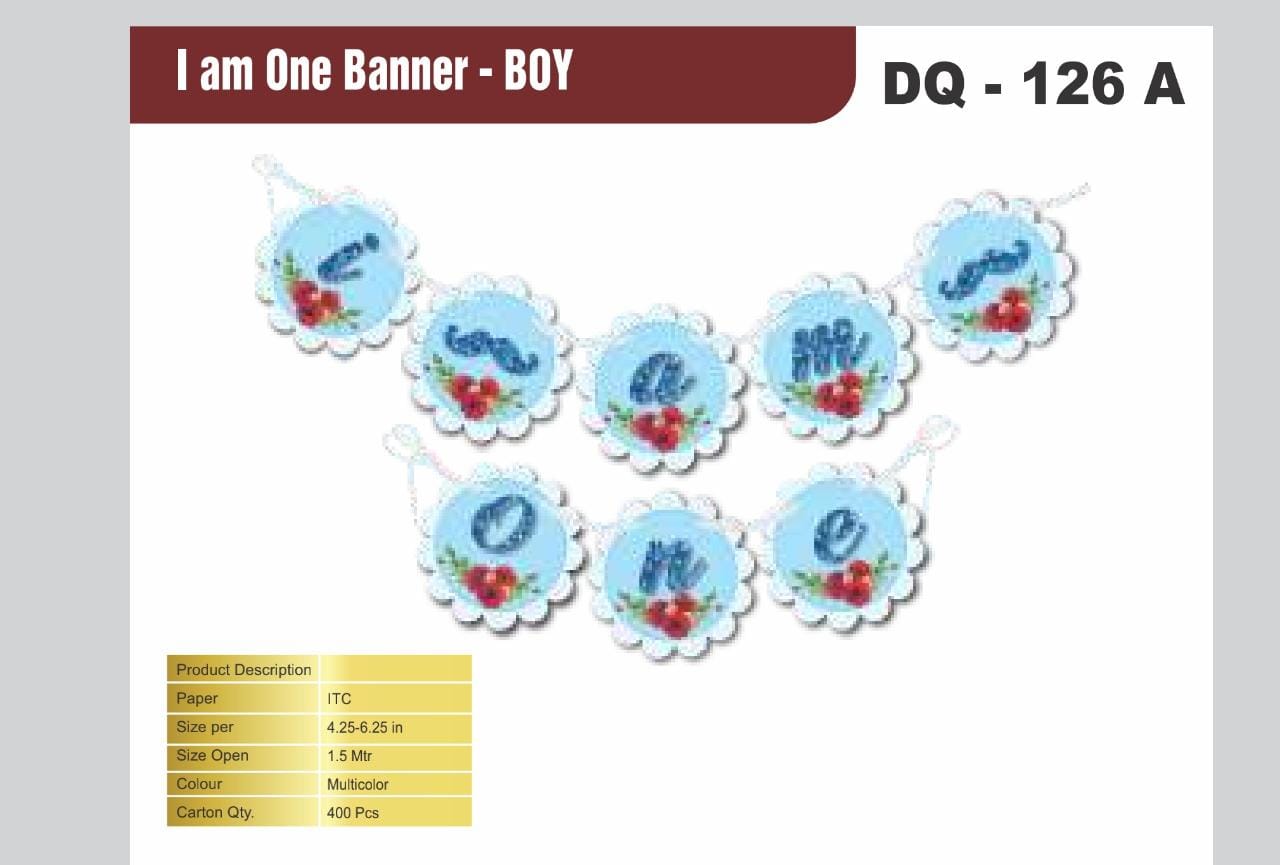 I am One Banner - BOY
DQ - 126 A
I
a m
O n e
Product Description
Paper ITC
Size per 4.25-6.25 in
Size Open 1.5 Mtr
Colour Multicolor
Carton Qty. 400 Pcs